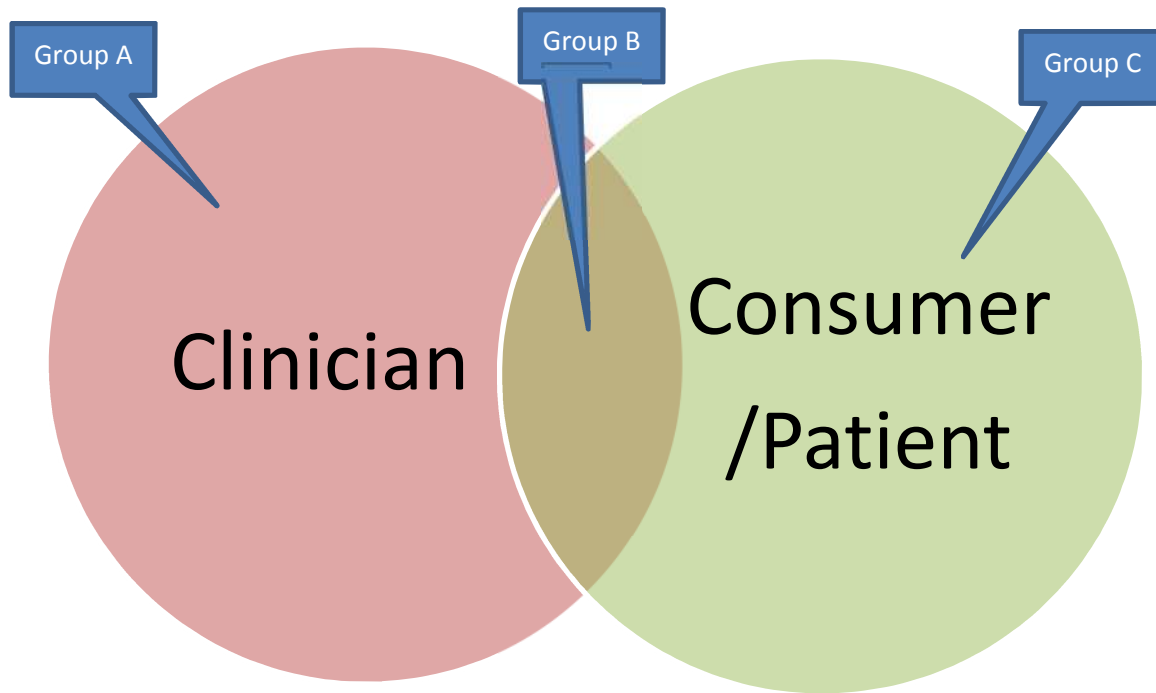 Group A
Group B
Group C
Clinician
Consumer
/Patient